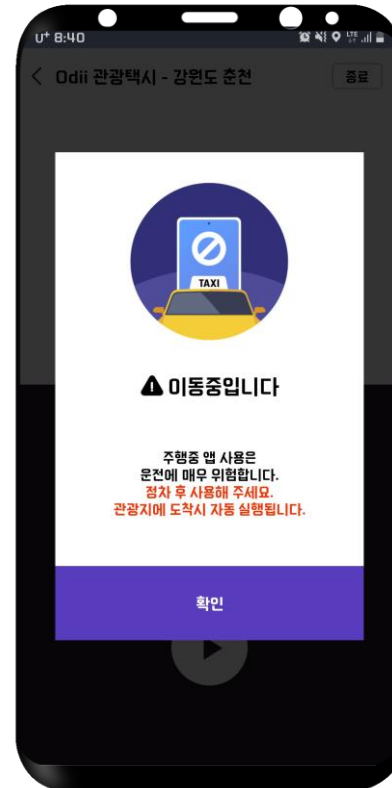 U+ 8:40
LTE
Odii 관광택시 - 강원도 춘천
종료
TAXI
이동중입니다
주행중 앱 사용은
운전에 매우 위험합니다.
정차 후 사용해 주세요.
관광지에 도착시 자동 실행됩니다.
확인